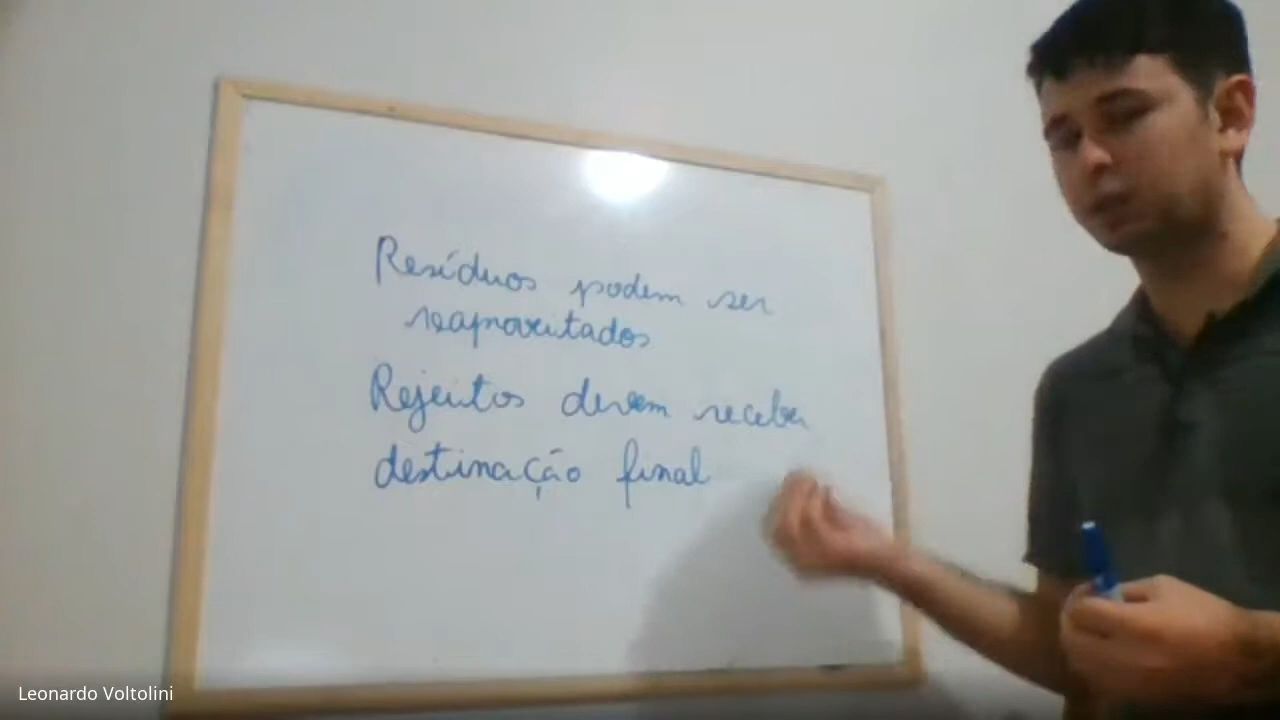 Resíduos podem ser
reaproveitados
Rejeitos devem receber
destinação final
Leonardo Voltolini